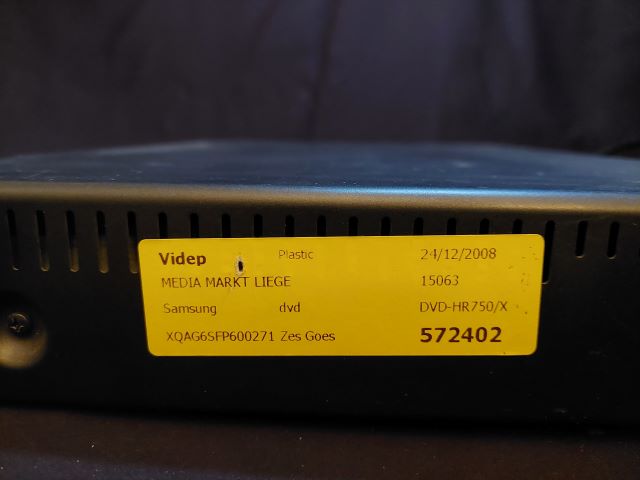 Videp Plastic 24/12/2008
MEDIA MARKT LIEGE 15063
Samsung dvd DVD-HR750/X
XQAG6SFP600271 Zes Goes 572402